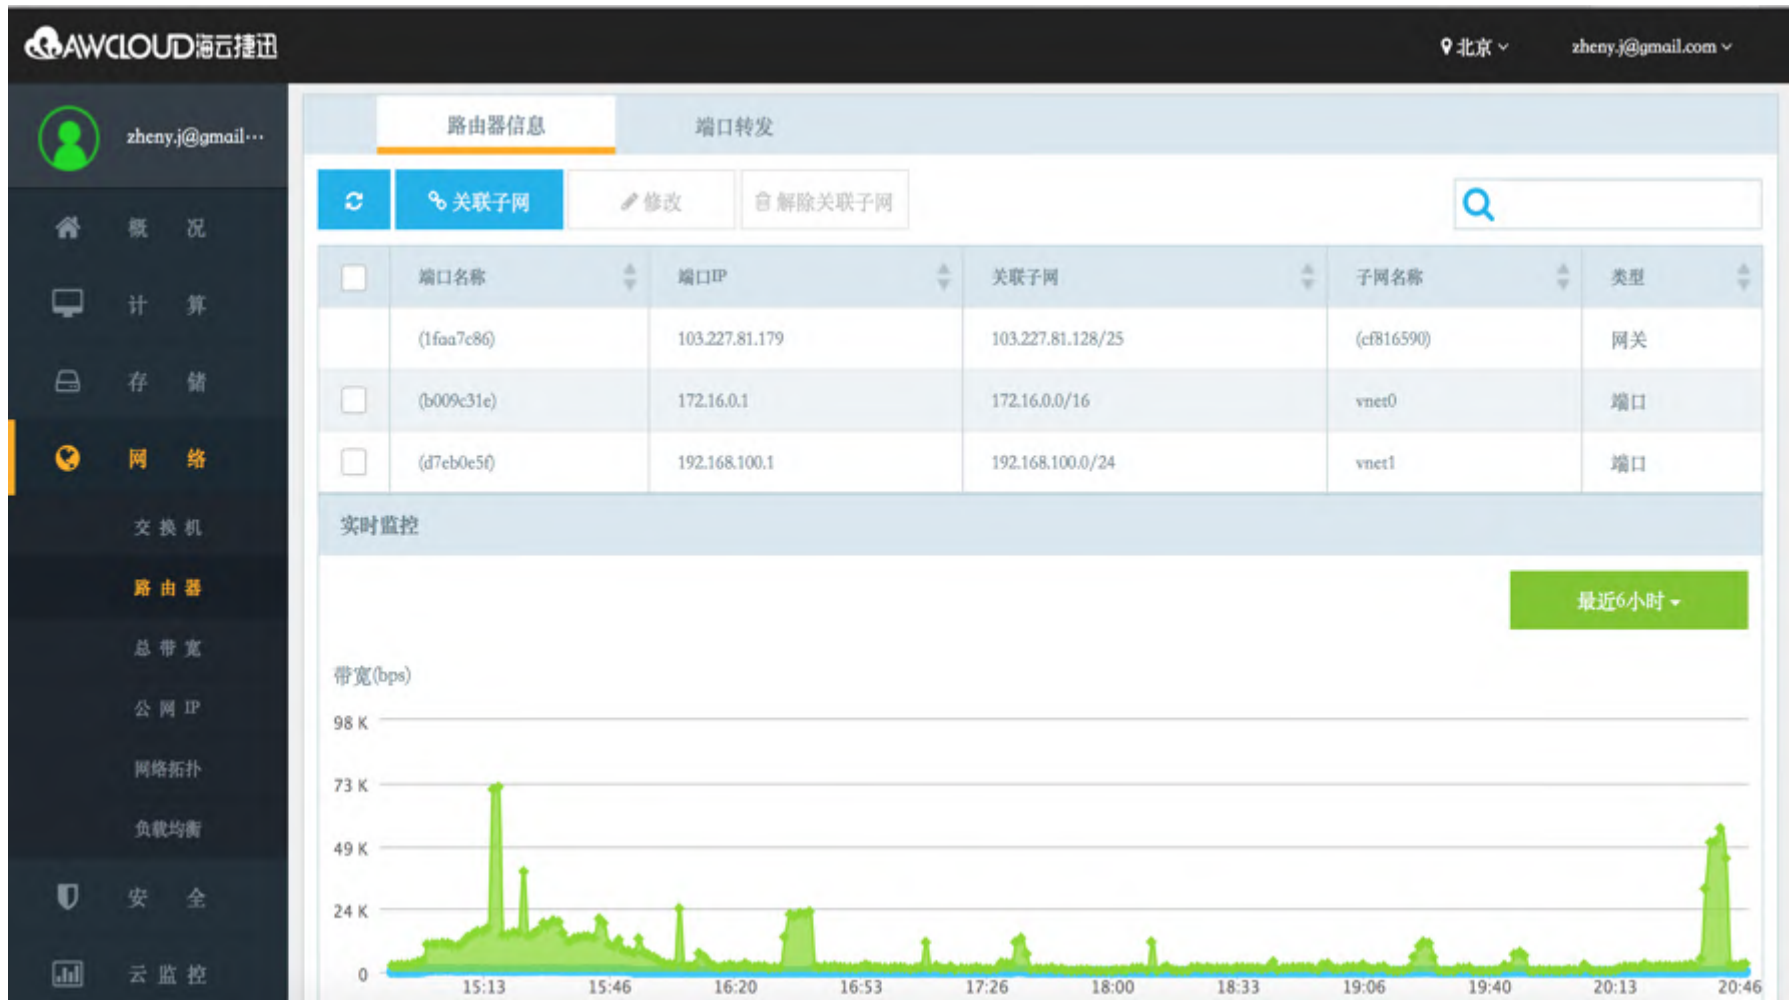 AWCLOUD海云捷迅
北京
zheny.j@gmail.com
zheny.j@gmail···
路由器信息 端口转发
关联子网 修改 解除关联子网
概 况
计 算
存 储
网 络
交换机
路由器
总带宽
公网IP
网络拓扑
负载均衡
安 全
云监控
端口名称 端口IP 关联子网 子网名称 类型
(1faa7c86) 103.227.81.179 103.227.81.128/25 (cf816590) 网关
(b009c31e) 172.16.0.1 172.16.0.0/16 vnet0 端口
(d7eb0e5f) 192.168.100.1 192.168.100.0/24 vnet1 端口
实时监控
最近6小时
带宽(bps)
98 K
73 K
49 K
24 K
0
15:13 15:46 16:20 16:53 17:26 18:00 18:33 19:06 19:40 20:13 20:46